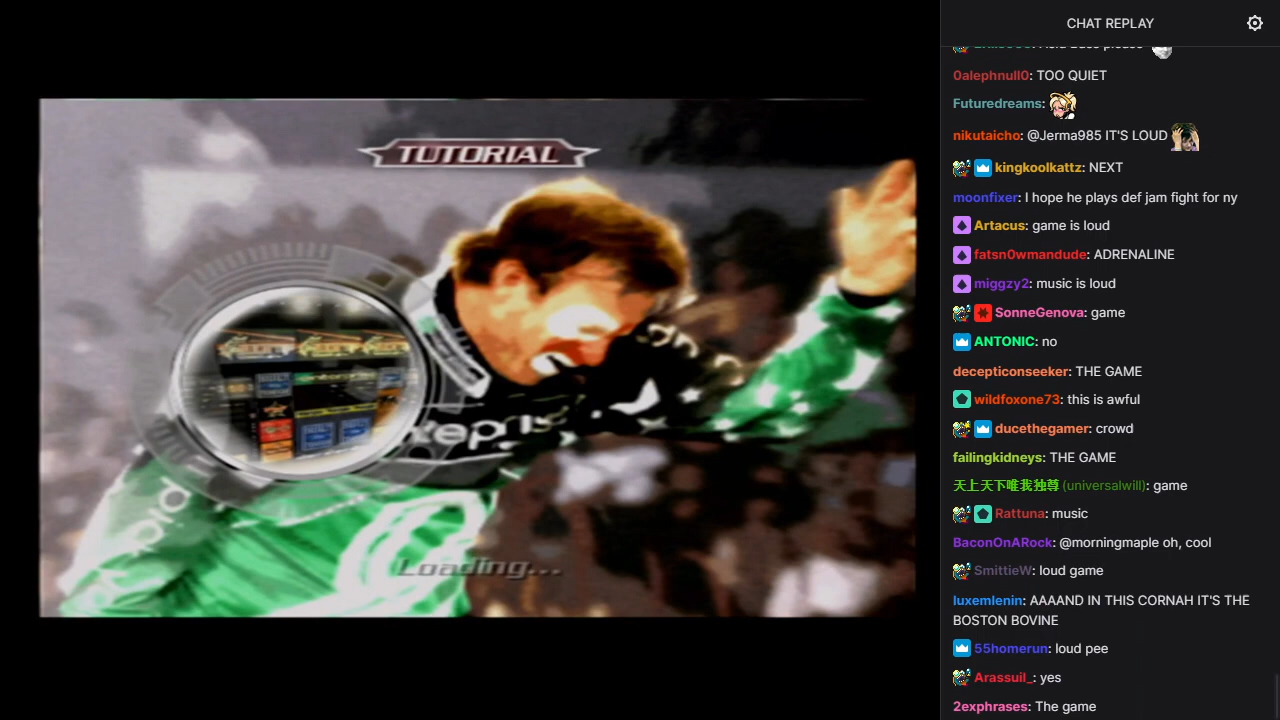 TUTORIAL
Loading...
CHAT REPLAY
0alephnull0: TOO QUIET
Futuredreams:
nikutaicho: @Jerma985 IT'S LOUD
kingkoolkattz: NEXT
moonfixer: I hope he plays def jam fight for ny
Artacus: game is loud
fatsn0wmandude: ADRENALINE
miggzy2: music is loud
SonneGenova: game
ANTONIC: no
decepticonseeker: THE GAME
wildfoxone73: this is awful
ducethegamer: crowd
failingkidneys: THE GAME
天上天下唯我独尊 (universalwill): game
Rattuna: music
BaconOnARock: @morningmaple oh, cool
SmittieW: loud game
luxemlenin: AAAAND IN THIS CORNAH IT'S THE
BOSTON BOVINE
55homerun: loud pee
Arassuil_: yes
2exphrases: The game